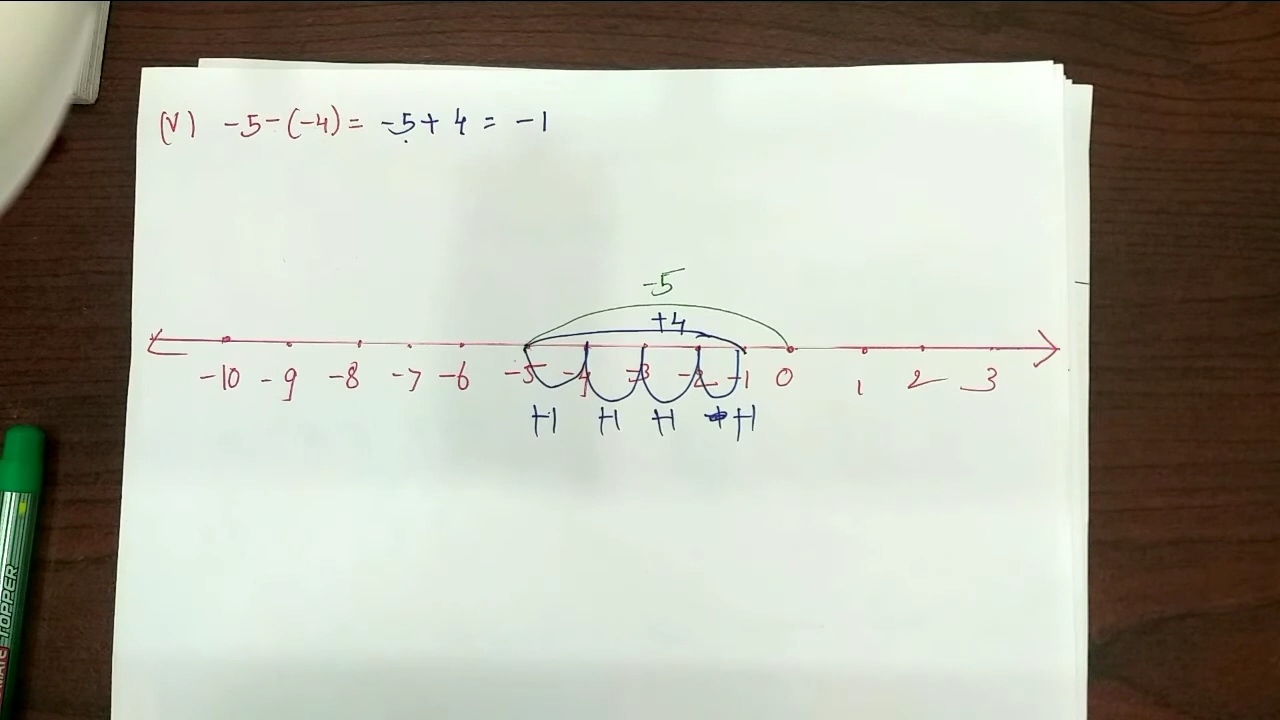 (V) -5-(-4) = -5+4 = -1
-5
+4
-10 -9 -8 -7 -6 -5 -4 -3 -2 -1 0 1 2 3
+1 +1 +1 +1
TOPPER